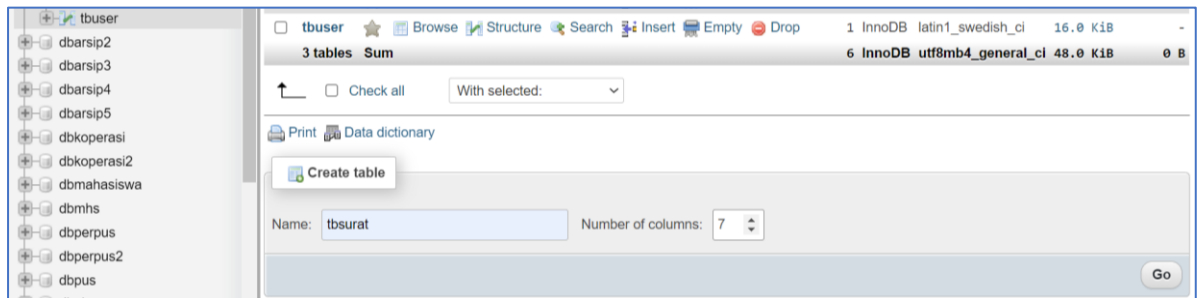 tbuser
dbarsip2
dbarsip3
dbarsip4
dbarsip5
dbkoperasi
dbkoperasi2
dbmahasiswa
dbmhs
dbperpus
dbperpus2
dbpus
tbuser Browse Structure Search Insert Empty Drop 1 InnoDB latin1_swedish_ci 16.0 KiB -
3 tables Sum 6 InnoDB utf8mb4_general_ci 48.0 KiB 0 B
Check all With selected:
Print Data dictionary
Create table
Name: tbsurat Number of columns: 7
Go